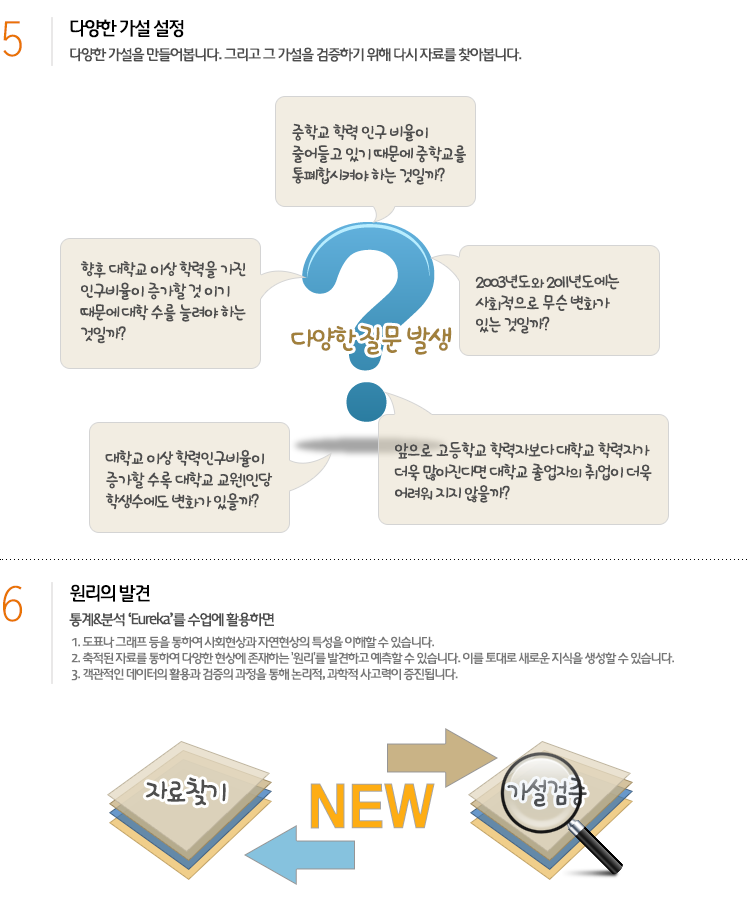 5
다양한 가설 설정
다양한 가설을 만들어봅니다. 그리고 그 가설을 검증하기 위해 다시 자료를 찾아봅니다.
중학교 학력 인구 비율이
줄어들고 있기 때문에 중학교를
통폐합시켜야 하는 것일까?
향후 대학교 이상 학력을 가진
인구비율이 증가할 것 이기
때문에 대학 수를 늘려야 하는
것일까?
2003년도와 2011년도에는
사회적으로 무슨 변화가
있는 것일까?
다양한 질문 발생
대학교 이상 학력인구비율이
증가할 수록 대학교 교원1인당
학생수에도 변화가 있을까?
앞으로 고등학교 학력자보다 대학교 학력자가
더욱 많아진다면 대학교 졸업자의 취업이 더욱
어려워 지지 않을까?
6
원리의 발견
통계&분석 ‘Eureka’를 수업에 활용하면
1. 도표나 그래프 등을 통하여 사회현상과 자연현상의 특성을 이해할 수 있습니다.
2. 축적된 자료를 통하여 다양한 현상에 존재하는 '원리'를 발견하고 예측할 수 있습니다. 이를 토대로 새로운 지식을 생성할 수 있습니다.
3. 객관적인 데이터의 활용과 검증의 과정을 통해 논리적, 과학적 사고력이 증진됩니다.
자료찾기
NEW
가설검증